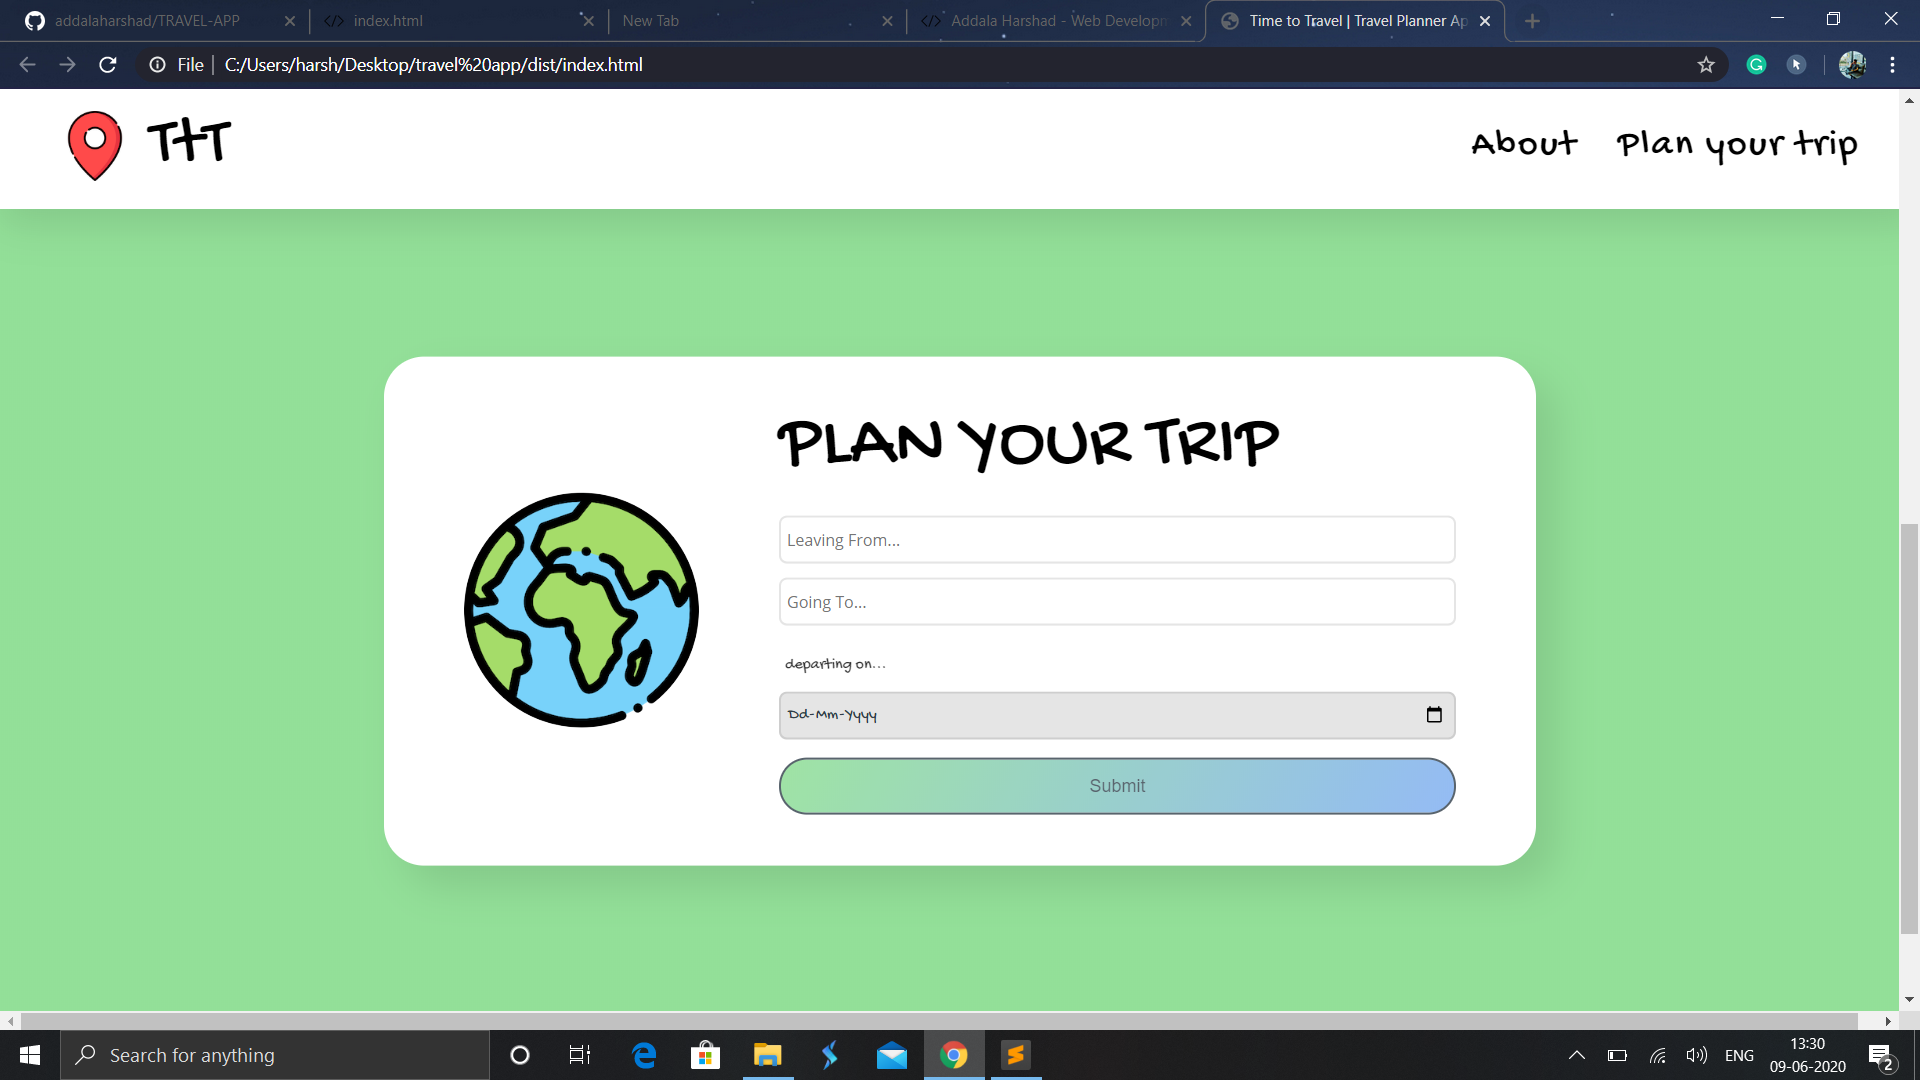 addalaharshad/TRAVEL-APP
index.html
New Tab
Addala Harshad - Web Developm
Time to Travel | Travel Planner Ap
File
C:/Users/harsh/Desktop/travel%20app/dist/index.html
TtT
About
Plan your trip
PLAN YOUR TRIP
Leaving From...
Going To...
departing on...
Dd-Mm-Yyyy
Submit
Search for anything
ENG
13:30
09-06-2020
2